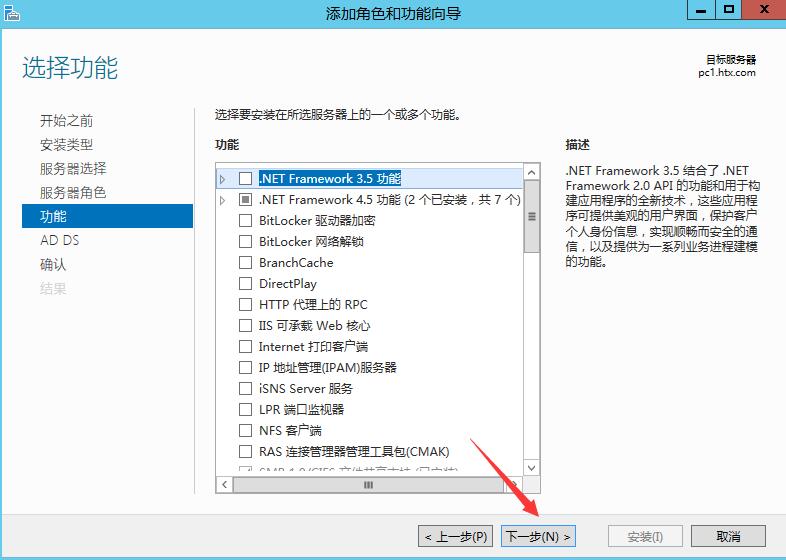 添加角色和功能向导
选择功能
目标服务器
pc1.htx.com
开始之前
安装类型
服务器选择
服务器角色
功能
AD DS
确认
结果
选择要安装在所选服务器上的一个或多个功能。
功能
.NET Framework 3.5 功能
.NET Framework 4.5 功能 (2 个已安装，共 7 个)
BitLocker 驱动器加密
BitLocker 网络解锁
BranchCache
DirectPlay
HTTP 代理上的 RPC
IIS 可承载 Web 核心
Internet 打印客户端
IP 地址管理(IPAM)服务器
iSNS Server 服务
LPR 端口监视器
NFS 客户端
RAS 连接管理器管理工具包(CMAK)
SMB 1.0/CIFS 文件共享支持 (已安装)
描述
.NET Framework 3.5 结合了 .NET
Framework 2.0 API 的功能和用于构
建应用程序的全新技术，这些应用程
序可提供美观的用户界面，保护客户
个人身份信息，实现顺畅而安全的通
信，以及提供为一系列业务进程建模
的功能。
< 上一步(P)
下一步(N) >
安装(I)
取消